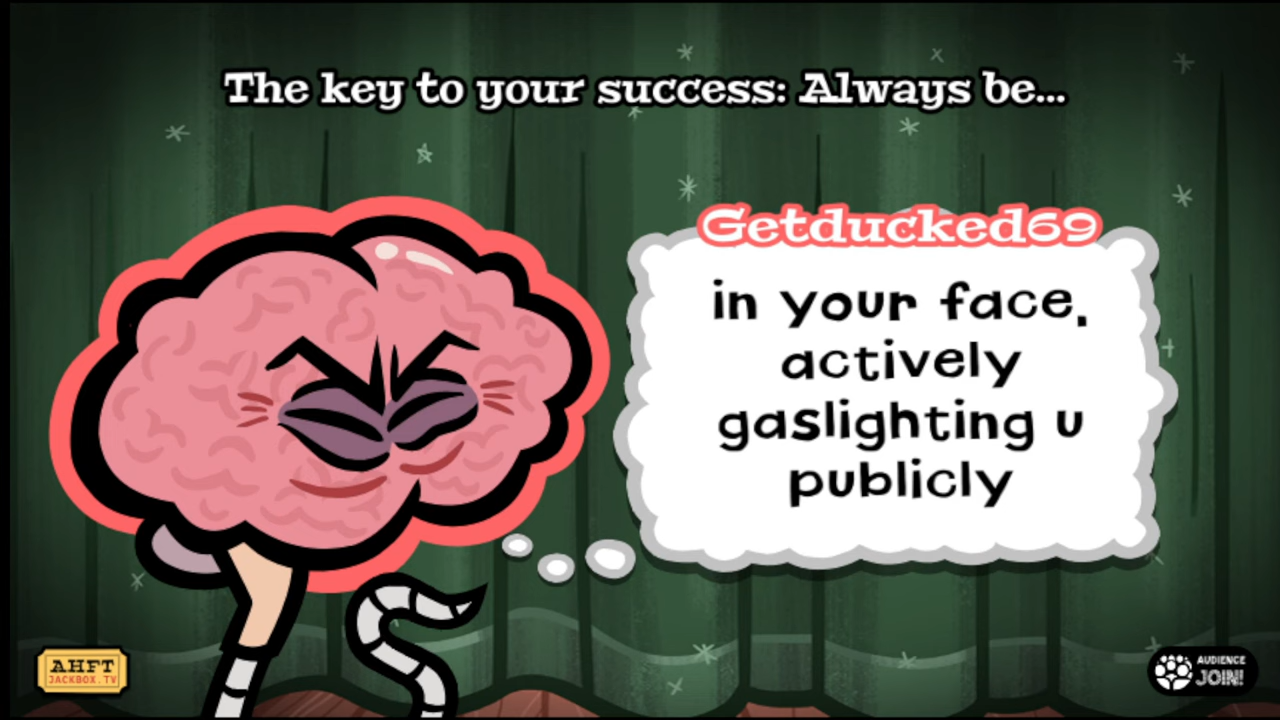 The key to your success: Always be...
Getducked69
in your face,
actively
gaslighting u
publicly
AHFT
JACKBOX.TV
AUDIENCE
JOIN!